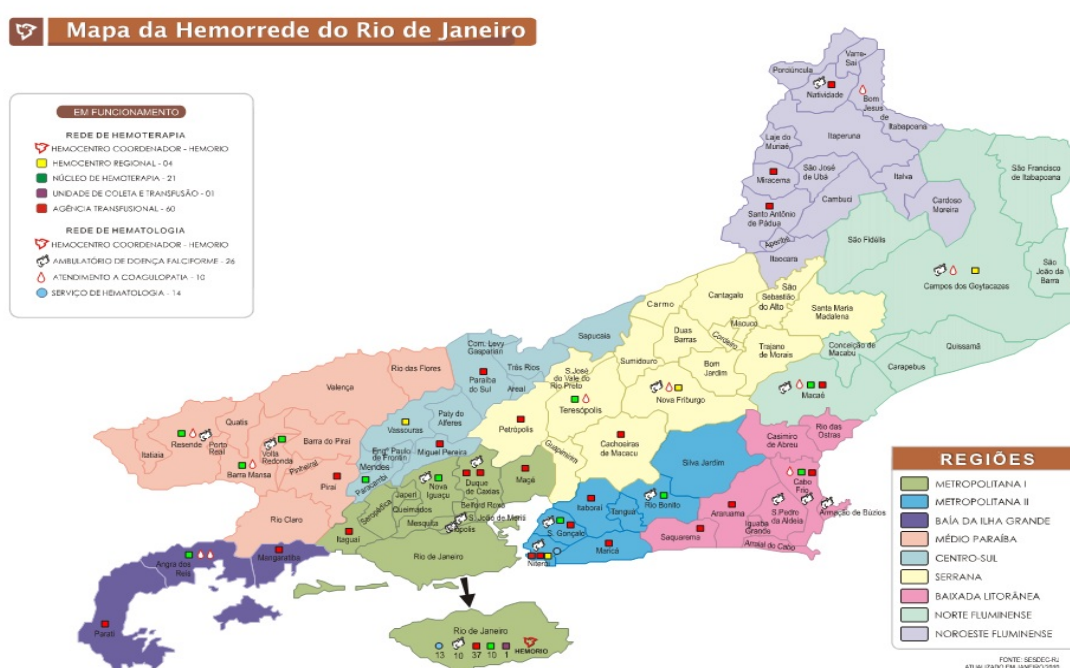 Mapa da Hemorrede do Rio de Janeiro
EM FUNCIONAMENTO
REDE DE HEMOTERAPIA
HEMOCENTRO COORDENADOR - HEMORIO
HEMOCENTRO REGIONAL - 04
NÚCLEO DE HEMOTERAPIA - 21
UNIDADE DE COLETA E TRANSFUSÃO - 01
AGÊNCIA TRANSFUSIONAL - 60
REDE DE HEMATOLOGIA
HEMOCENTRO COORDENADOR - HEMORIO
AMBULATÓRIO DE DOENÇA FALCIFORME - 26
ATENDIMENTO A COAGULOPATIA - 10
SERVIÇO DE HEMATOLOGIA - 14
Varre-
Sai
Porciúncula
Natividade
Bom
Jesus de
Itabapoana
Itaperuna
Laje do
Muriaé
São José
de Ubá
Italva
Miracema
Cambuci
Santo Antônio
de Pádua
Aperibé
Itaocara
Cardoso
Moreira
São Francisco
de Itabapoana
São Fidélis
São
João da
Barra
Campos dos Goytacazes
Quissamã
Carapebus
Conceição de
Macabú
Macaé
Carmo
Cantagalo
São
Sebastião
do Alto
Santa Maria
Madalena
Macuco
Cordeiro
Duas
Barras
Trajano
de Morais
Sumidouro
Bom
Jardim
Nova Friburgo
S.José
do Vale do
Rio Preto
Teresópolis
Petrópolis
Cachoeiras
de Macacu
Guapimirim
Sapucais
Com. Levy
Gasparian
Três Rios
Paraíba
do Sul
Areal
Paty do
Alferes
Vassouras
Miguel Pereira
Engº Paulo
de Frontin
Mendes
Paracambi
Rio das Flores
Valença
Quatis
Resende
Porto
Real
Itatiaia
Volta
Redonda
Barra do Piraí
Barra Mansa
Pinheiral
Piraí
Rio Claro
Angra dos
Reis
Mangaratiba
Parati
Itaguaí
Seropédica
Japeri
Queimados
Nova
Iguaçu
Duque
de Caxias
Belford Roxo
Mesquita
S. João de Meriti
Magé
Rio de Janeiro
Itaboraí
Tanguá
Rio Bonito
Silva Jardim
S. Gonçalo
Niterói
Maricá
Casimiro
de Abreu
Rio das
Ostras
Cabo
Frio
Araruama
S.Pedro
da Aldeia
Armação de Búzios
Iguaba
Grande
Saquarema
Arraial do Cabo
Rio de Janeiro
13 10 37 10 1 HEMORIO
REGIÕES
METROPOLITANA I
METROPOLITANA II
BAÍA DA ILHA GRANDE
MÉDIO PARAÍBA
CENTRO-SUL
SERRANA
BAIXADA LITORÂNEA
NORTE FLUMINENSE
NOROESTE FLUMINENSE
FONTE: SESDEC-RJ